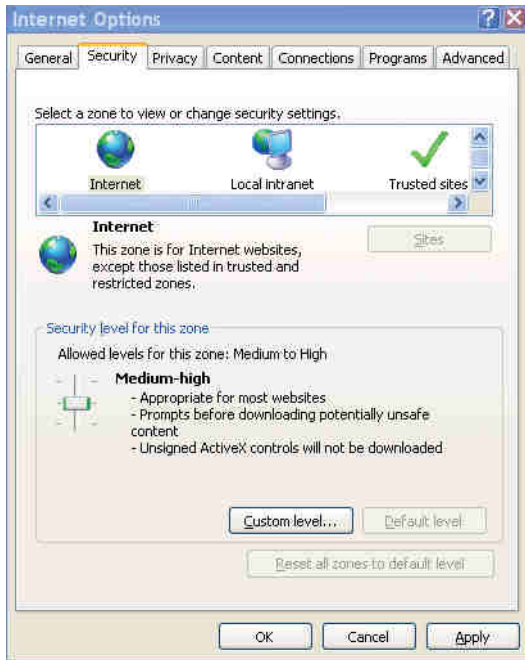 Internet Options
General Security Privacy Content Connections Programs Advanced
Select a zone to view or change security settings.
Internet Local intranet Trusted sites
Internet
Sites
This zone is for Internet websites,
except those listed in trusted and
restricted zones.
Security level for this zone
Allowed levels for this zone: Medium to High
Medium-high
- Appropriate for most websites
- Prompts before downloading potentially unsafe
content
- Unsigned ActiveX controls will not be downloaded
Custom level... Default level
Reset all zones to default level
OK Cancel Apply